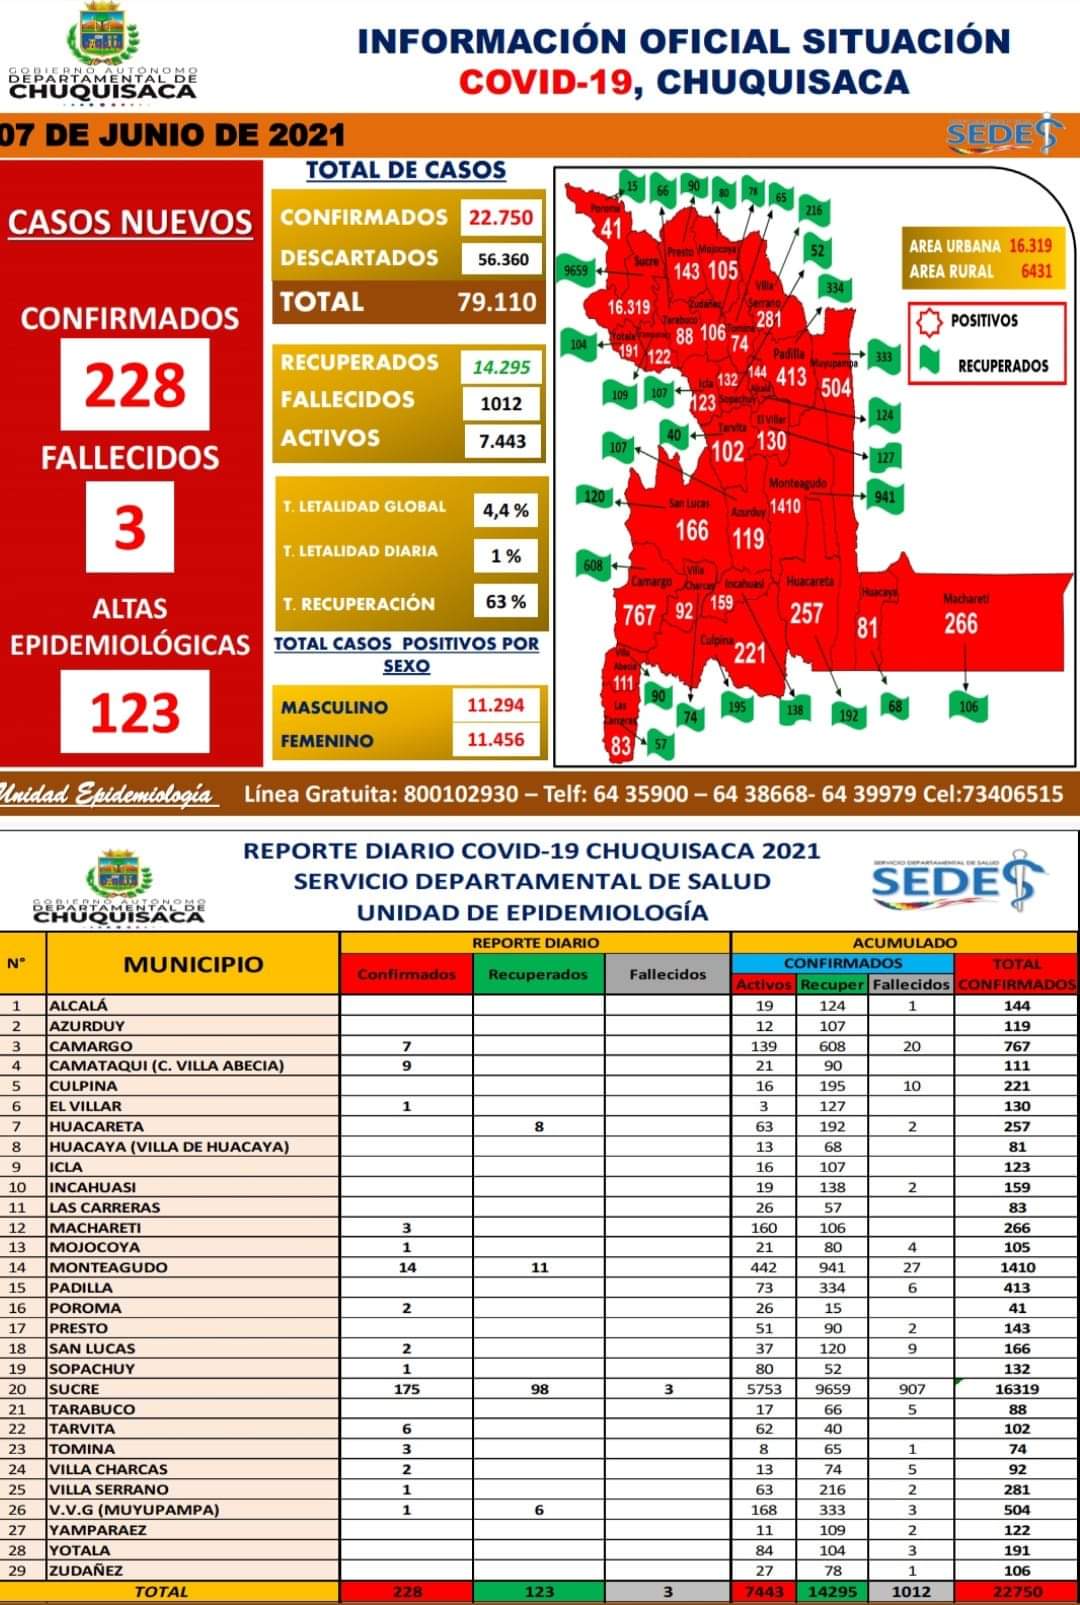 GOBIERNO AUTÓNOMO
DEPARTAMENTAL DE
CHUQUISACA
INFORMACIÓN OFICIAL SITUACIÓN
COVID-19, CHUQUISACA
07 DE JUNIO DE 2021
SEDES
CASOS NUEVOS
CONFIRMADOS
228
FALLECIDOS
3
ALTAS
EPIDEMIOLÓGICAS
123
TOTAL DE CASOS
CONFIRMADOS 22.750
DESCARTADOS 56.360
TOTAL 79.110
RECUPERADOS 14.295
FALLECIDOS 1012
ACTIVOS 7.443
T. LETALIDAD GLOBAL 4,4 %
T. LETALIDAD DIARIA 1 %
T. RECUPERACIÓN 63 %
TOTAL CASOS POSITIVOS POR
SEXO
MASCULINO 11.294
FEMENINO 11.456
15 66 90 80 78 65 216
Poroma
41
52
9659
Sucre
16.319
Presto
143
Mojocoya
105
334
Villa
Serrano
281
104
Yotala
191
122
Tarabuco
88
Zudañez
106
Tomina
74
Padilla
413
Muyupampa
504
333
109 107
Icla
123
132
Sopachuy
144
Alcalá
124
40
Tarvita
102
El Villar
130
127
107
Monteagudo
1410
941
120
San Lucas
166
Azurduy
119
608
Camargo
767
Villa
Charcas
92
Incahuasi
159
Huacareta
257
Huacaya
81
Machareti
266
Culpina
221
Villa
Abecia
111
90 74 195 138 192 68 106
Las
Carreras
83
57
AREA URBANA 16.319
AREA RURAL 6431
POSITIVOS
RECUPERADOS
Unidad Epidemiología Línea Gratuita: 800102930 – Telf: 64 35900 – 64 38668- 64 39979 Cel:73406515
GOBIERNO AUTÓNOMO
DEPARTAMENTAL DE
CHUQUISACA
REPORTE DIARIO COVID-19 CHUQUISACA 2021
SERVICIO DEPARTAMENTAL DE SALUD
UNIDAD DE EPIDEMIOLOGÍA
SERVICIO DEPARTAMENTAL DE SALUD
SEDES
N° MUNICIPIO REPORTE DIARIO ACUMULADO
CONFIRMADOS TOTAL
Confirmados Recuperados Fallecidos Activos Recuper Fallecidos CONFIRMADOS
1 ALCALÁ 19 124 1 144
2 AZURDUY 12 107 119
3 CAMARGO 7 139 608 20 767
4 CAMATAQUI (C. VILLA ABECIA) 9 21 90 111
5 CULPINA 16 195 10 221
6 EL VILLAR 1 3 127 130
7 HUACARETA 8 63 192 2 257
8 HUACAYA (VILLA DE HUACAYA) 13 68 81
9 ICLA 16 107 123
10 INCAHUASI 19 138 2 159
11 LAS CARRERAS 26 57 83
12 MACHARETI 3 160 106 266
13 MOJOCOYA 1 21 80 4 105
14 MONTEAGUDO 14 11 442 941 27 1410
15 PADILLA 73 334 6 413
16 POROMA 2 26 15 41
17 PRESTO 51 90 2 143
18 SAN LUCAS 2 37 120 9 166
19 SOPACHUY 1 80 52 132
20 SUCRE 175 98 3 5753 9659 907 16319
21 TARABUCO 17 66 5 88
22 TARVITA 6 62 40 102
23 TOMINA 3 8 65 1 74
24 VILLA CHARCAS 2 13 74 5 92
25 VILLA SERRANO 1 63 216 2 281
26 V.V.G (MUYUPAMPA) 1 6 168 333 3 504
27 YAMPARAEZ 11 109 2 122
28 YOTALA 84 104 3 191
29 ZUDAÑEZ 27 78 1 106
TOTAL 228 123 3 7443 14295 1012 22750